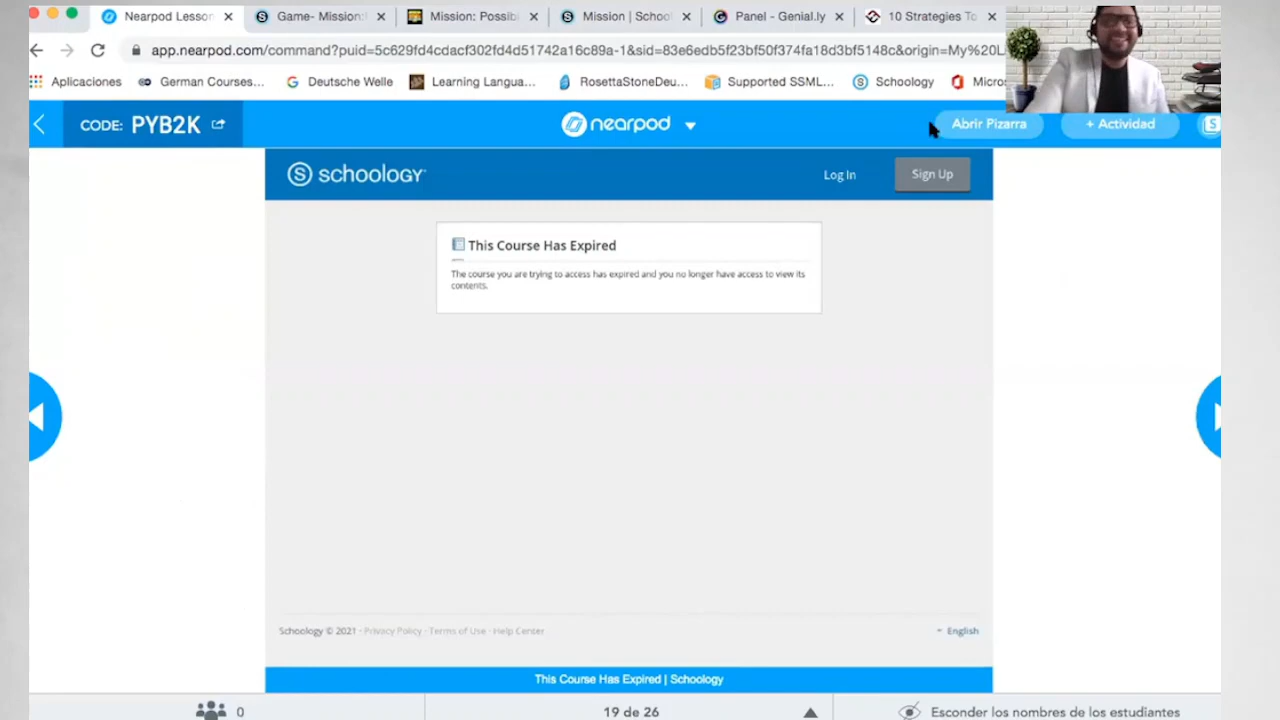 Nearpod Lesson
Game- Mission:
Mission: Possib
Mission | School
Panel - Genial.ly
10 Strategies To
app.nearpod.com/command?puid=5c629fd4cdacf302fd4d51742a16c89a-1&sid=83e6edb5f23bf50f374fa18d3bf5148c&origin=My%20L
Aplicaciones
German Courses...
Deutsche Welle
Learning Langua...
RosettaStoneDeu...
Supported SSML...
Schoology
Micros
CODE: PYB2K
nearpod
Abrir Pizarra
+ Actividad
S
S schoology
Log In
Sign Up
This Course Has Expired
The course you are trying to access has expired and you no longer have access to view its
contents.
Schoology © 2021 · Privacy Policy · Terms of Use · Help Center
English
This Course Has Expired | Schoology
0
19 de 26
Esconder los nombres de los estudiantes